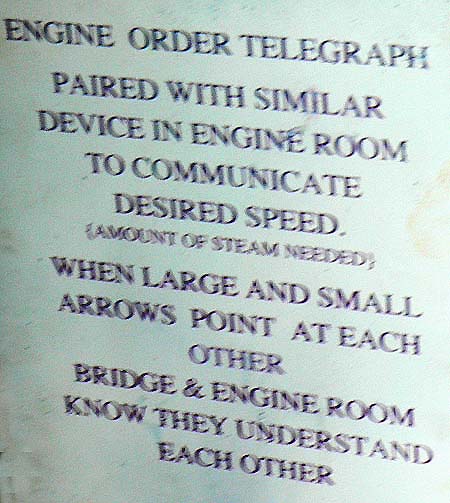 ENGINE ORDER TELEGRAPH
PAIRED WITH SIMILAR
DEVICE IN ENGINE ROOM
TO COMMUNICATE
DESIRED SPEED.
{AMOUNT OF STEAM NEEDED}
WHEN LARGE AND SMALL
ARROWS POINT AT EACH
OTHER
BRIDGE & ENGINE ROOM
KNOW THEY UNDERSTAND
EACH OTHER